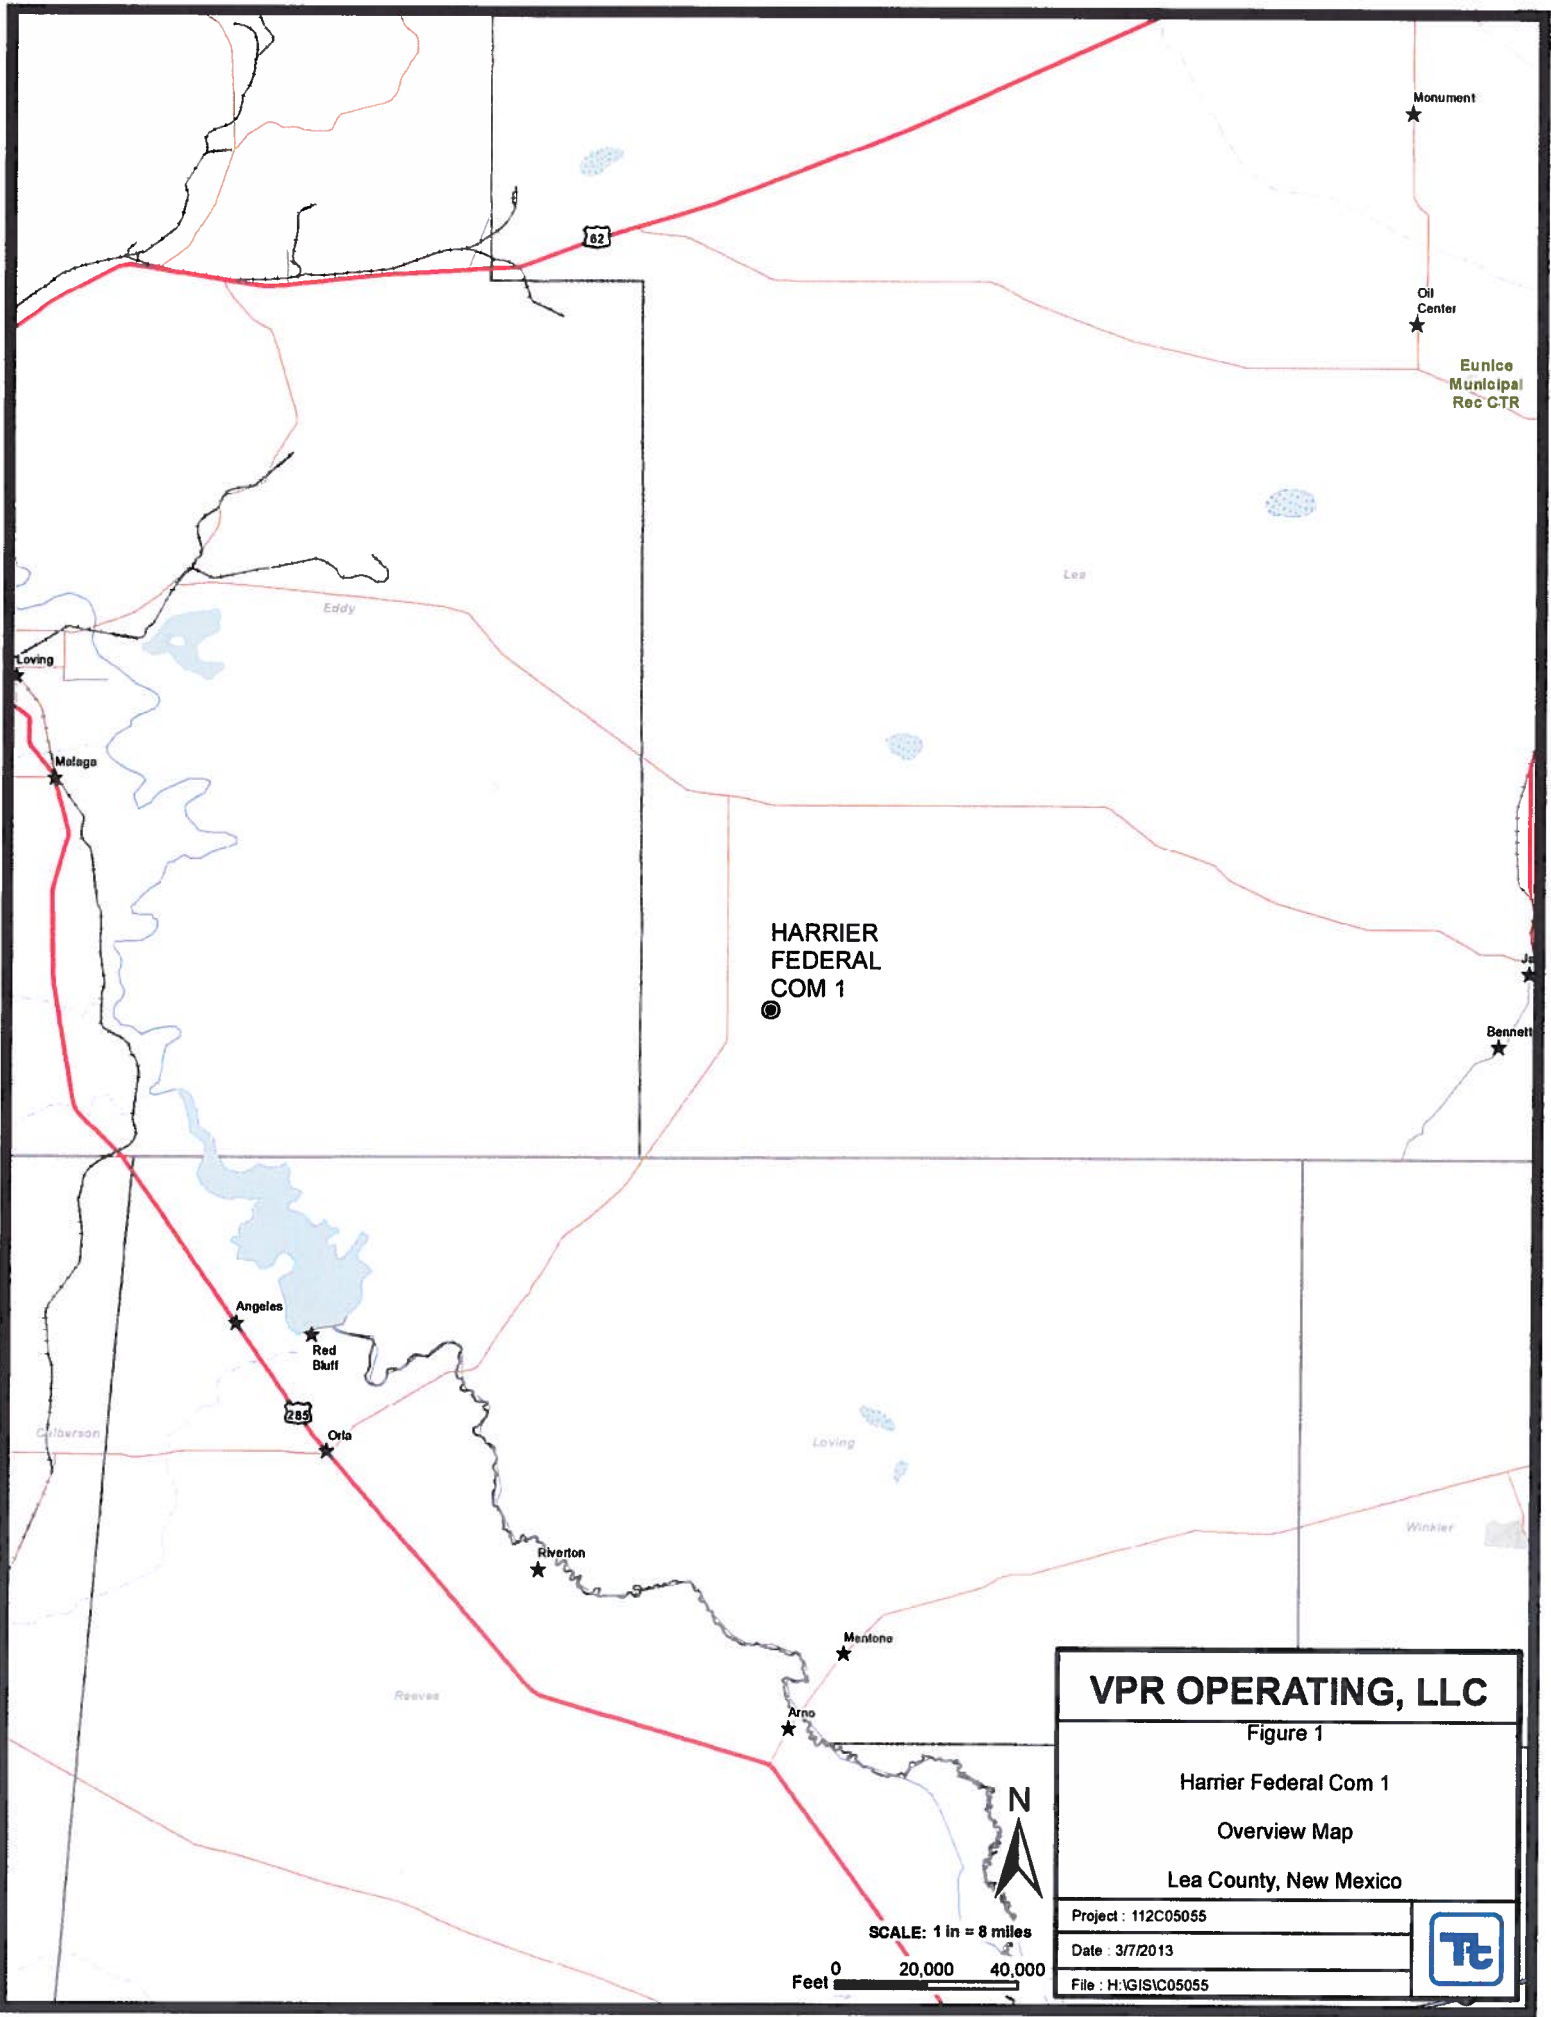 Monument
62
Oil
Center
Eunice
Municipal
Rec CTR
Lea
Eddy
Loving
Malaga
HARRIER
FEDERAL
COM 1
Bennett
Angeles
Red
Bluff
285
Orla
Culberson
Loving
Winkler
Riverton
Mentone
Reeves
Arno
N
SCALE: 1 in = 8 miles
0 20,000 40,000
Feet
VPR OPERATING, LLC
Figure 1
Harrier Federal Com 1
Overview Map
Lea County, New Mexico
Project : 112C05055
Date : 3/7/2013
File : H:\GIS\C05055
Tt